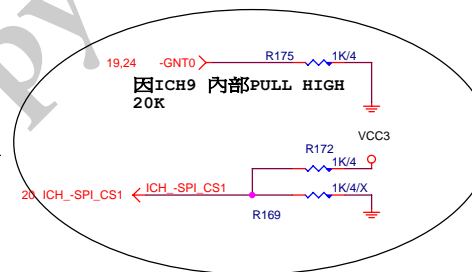 R175
19,24 -GNT0 1K/4
因ICH9 內部PULL HIGH
20K
VCC3
R172
1K/4
20 ICH_-SPI_CS1 ICH_-SPI_CS1 1K/4/X
R169